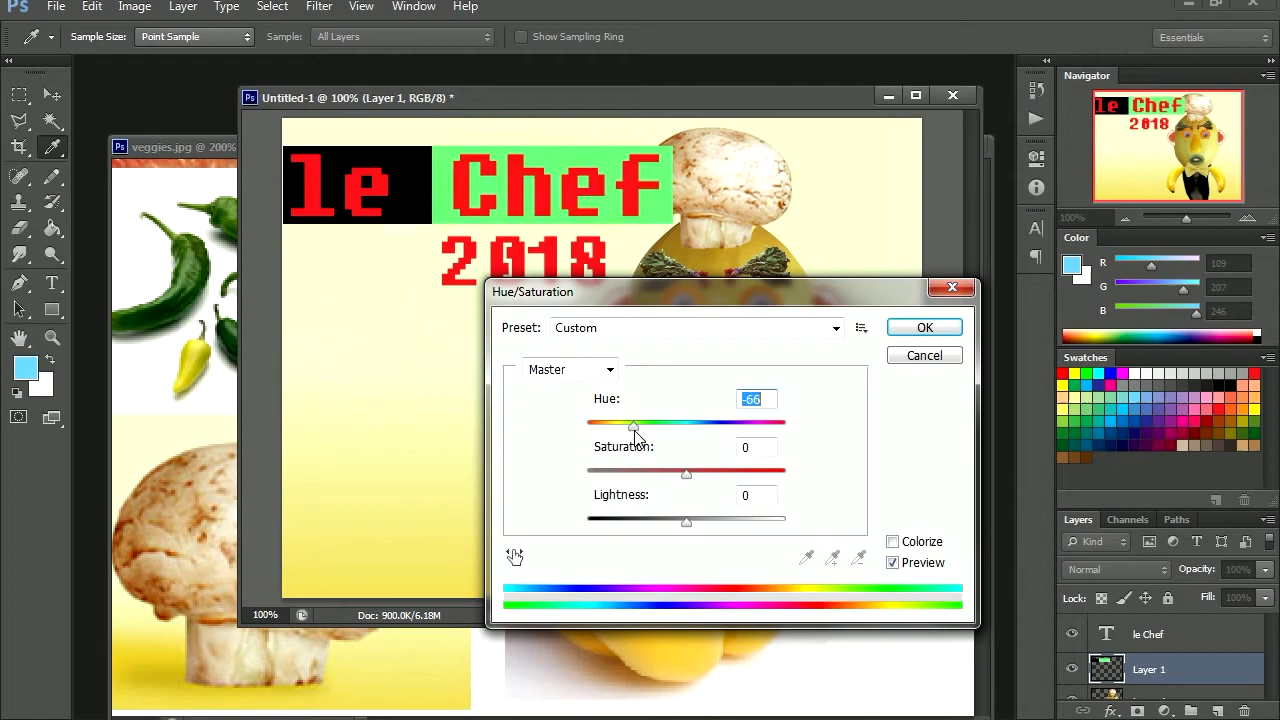 Ps File Edit Image Layer Type Select Filter View Window Help
Sample Size: Point Sample Sample: All Layers Show Sampling Ring Essentials
Navigator
le Chef
2018
100%
Color
R 109
G 207
B 246
Swatches
Layers Channels Paths
Kind
Normal Opacity: 100%
Lock: Fill: 100%
T le Chef
Layer 1
fx
Ps veggies.jpg @ 200%
Ps Untitled-1 @ 100% (Layer 1, RGB/8) *
le Chef
2018
100% Doc: 900.0K/6.18M
Hue/Saturation
Preset: Custom OK
Cancel
Master
Hue: -66
Saturation: 0
Lightness: 0
Colorize
Preview